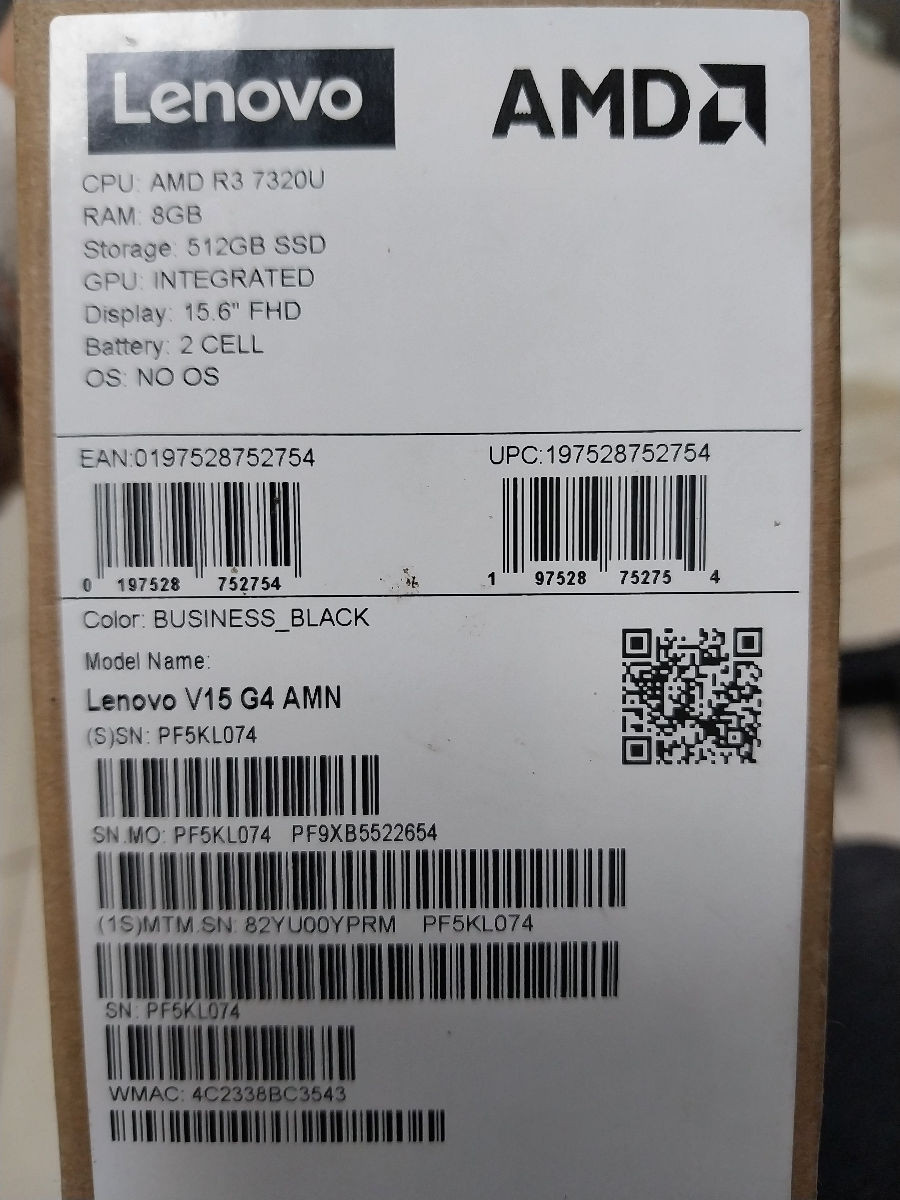 Lenovo
AMD
CPU: AMD R3 7320U
RAM: 8GB
Storage: 512GB SSD
GPU: INTEGRATED
Display: 15.6" FHD
Battery: 2 CELL
OS: NO OS
EAN:0197528752754
UPC:197528752754
0 197528 752754
1 97528 75275 4
Color: BUSINESS_BLACK
Model Name:
Lenovo V15 G4 AMN
(S)SN: PF5KL074
SN.MO: PF5KL074 PF9XB5522654
(1S)MTM.SN: 82YU00YPRM PF5KL074
SN: PF5KL074
WMAC: 4C2338BC3543